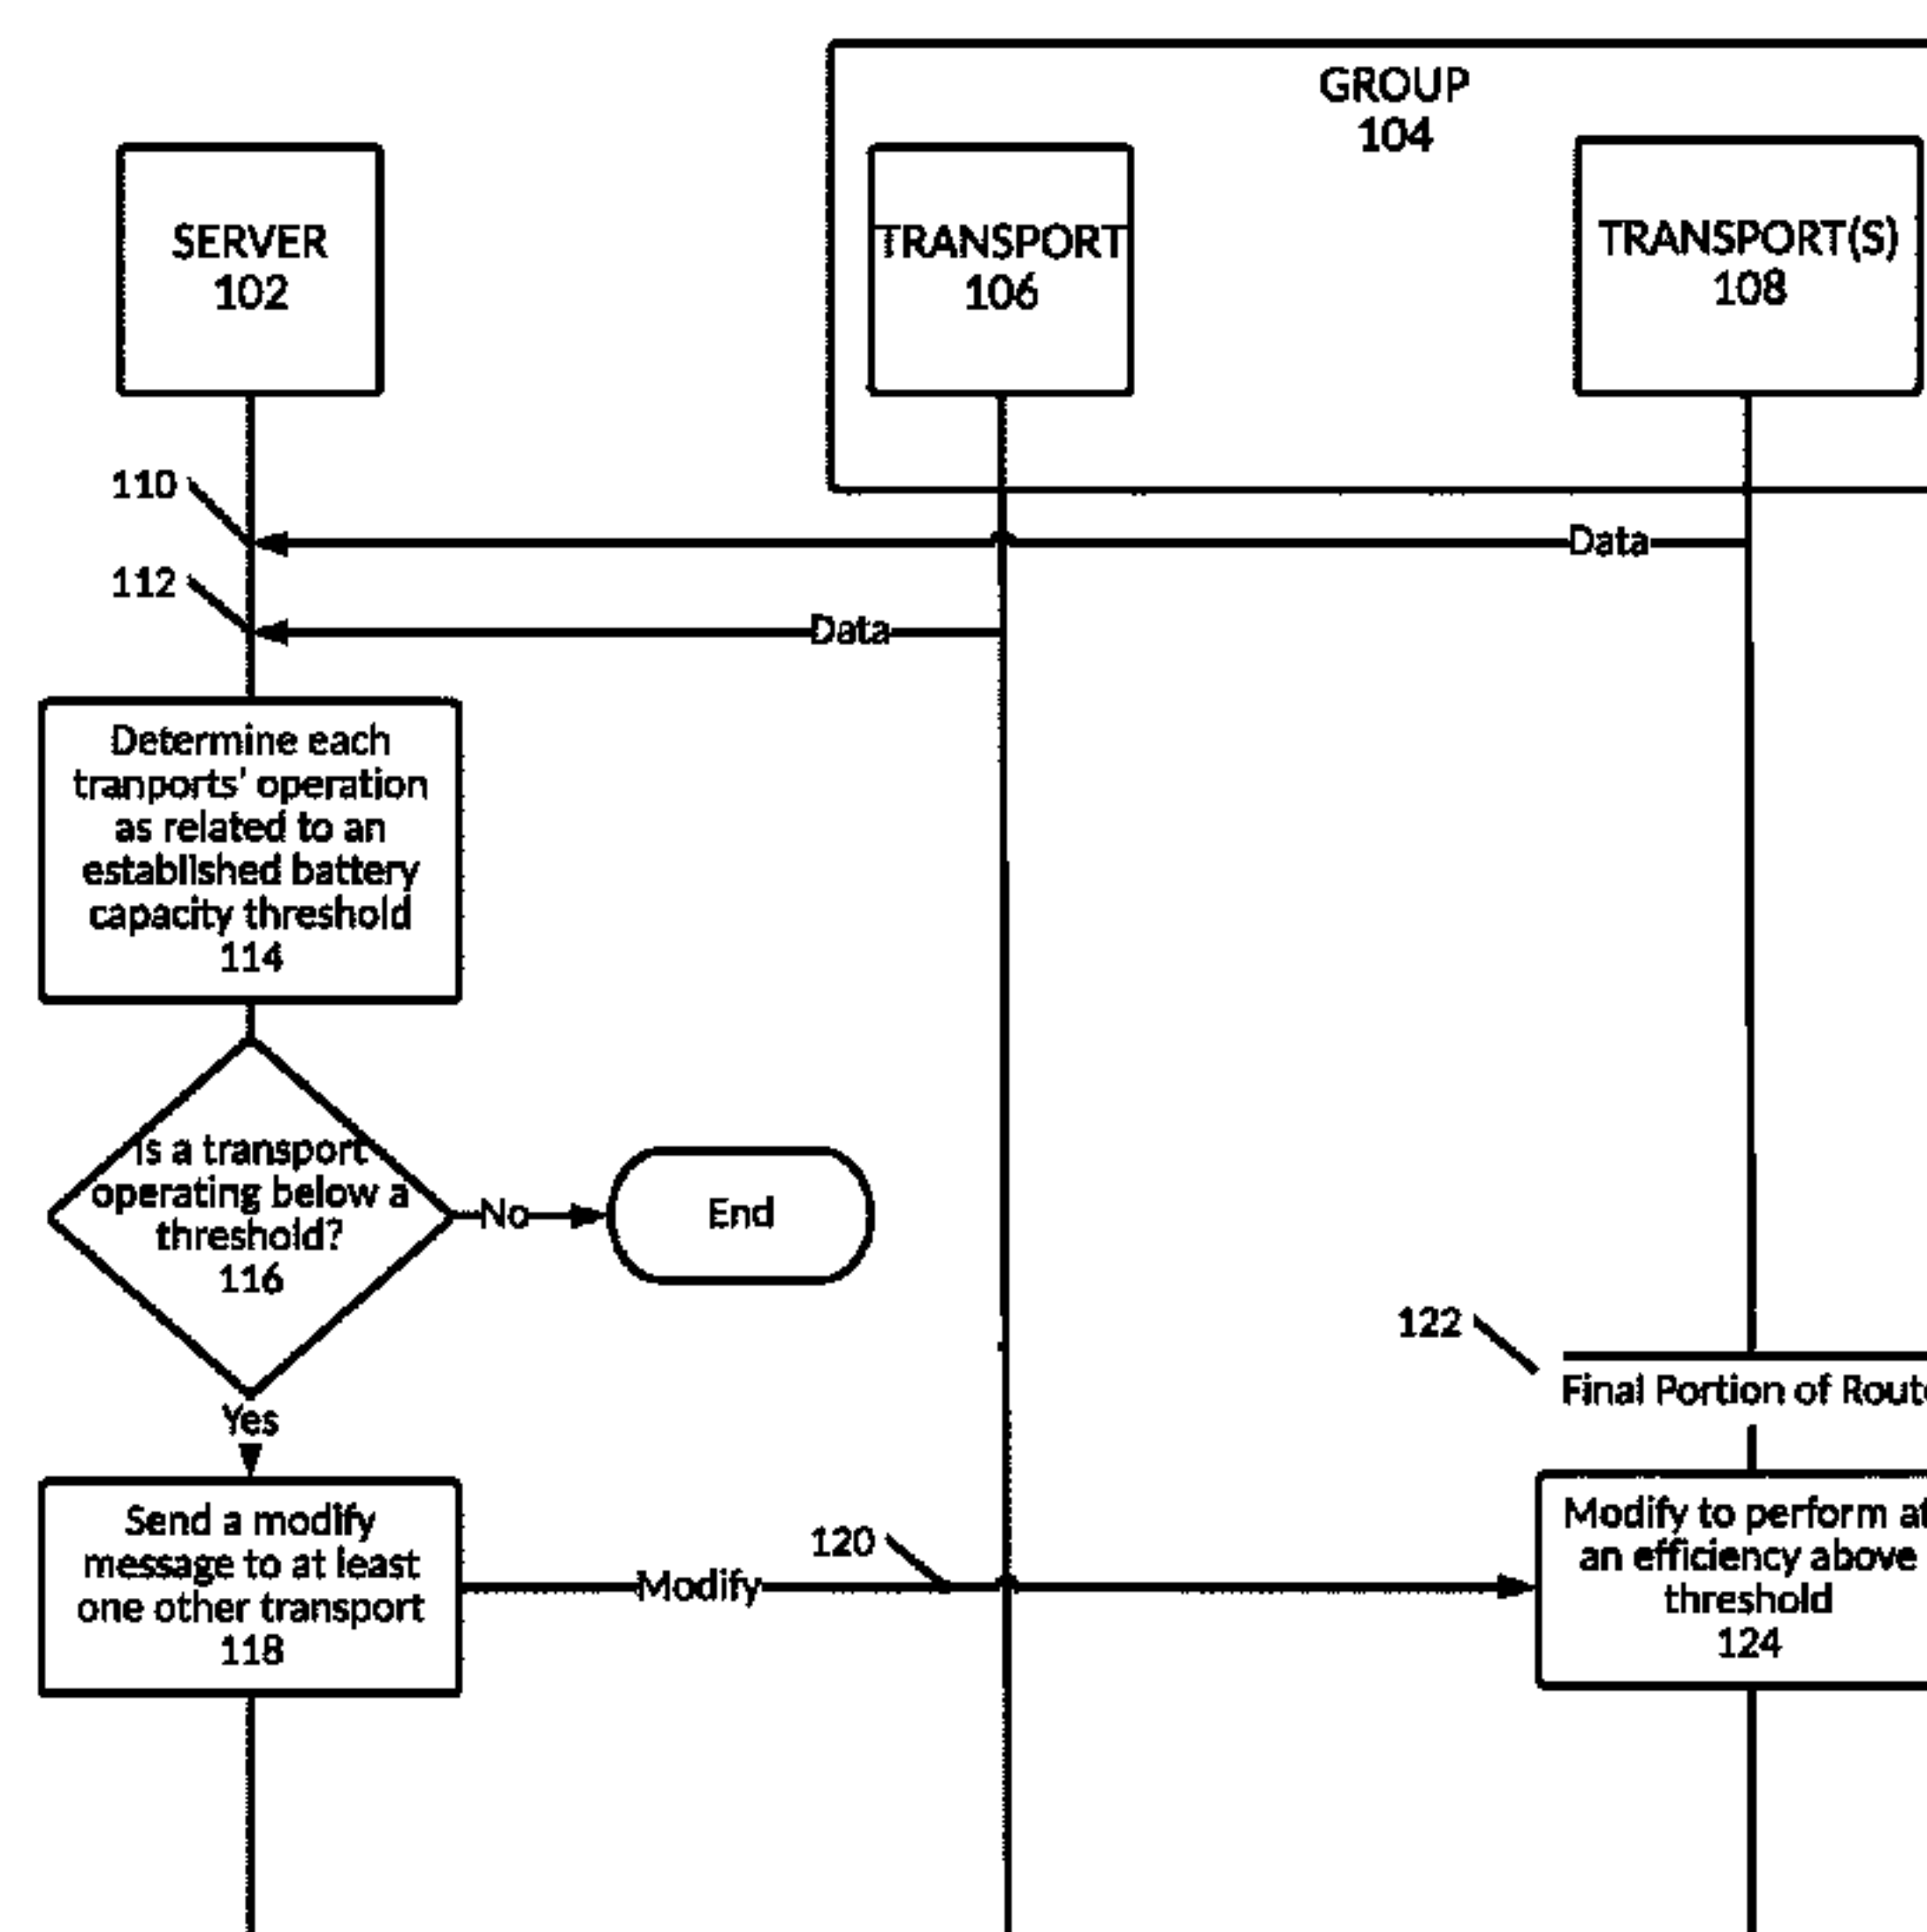 GROUP
104
SERVER
102
TRANSPORT
106
TRANSPORT(S)
108
110
Data
112
Data
Determine each
tranports' operation
as related to an
established battery
capacity threshold
114
Is a transport
operating below a
threshold?
116
No
End
Yes
122
Final Portion of
Send a modify
message to at least
one other transport
118
Modify
120
Modify to perform at
an efficiency above
threshold
124